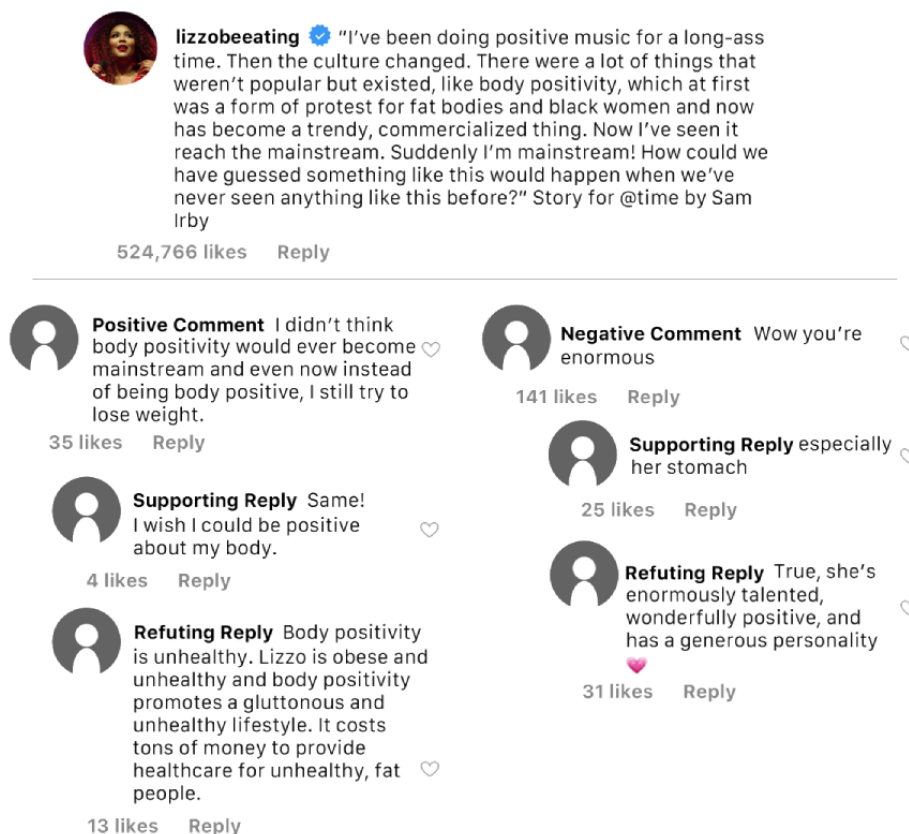 lizzobeeating "I've been doing positive music for a long-ass
time. Then the culture changed. There were a lot of things that
weren't popular but existed, like body positivity, which at first
was a form of protest for fat bodies and black women and now
has become a trendy, commercialized thing. Now I've seen it
reach the mainstream. Suddenly I'm mainstream! How could we
have guessed something like this would happen when we've
never seen anything like this before?" Story for @time by Sam
Irby
524,766 likes Reply
Positive Comment I didn't think
body positivity would ever become
mainstream and even now instead
of being body positive, I still try to
lose weight.
35 likes Reply
Supporting Reply Same!
I wish I could be positive
about my body.
4 likes Reply
Refuting Reply Body positivity
is unhealthy. Lizzo is obese and
unhealthy and body positivity
promotes a gluttonous and
unhealthy lifestyle. It costs
tons of money to provide
healthcare for unhealthy, fat
people.
13 likes Reply
Negative Comment Wow you're
enormous
141 likes Reply
Supporting Reply especially
her stomach
25 likes Reply
Refuting Reply True, she's
enormously talented,
wonderfully positive, and
has a generous personality
💗
31 likes Reply